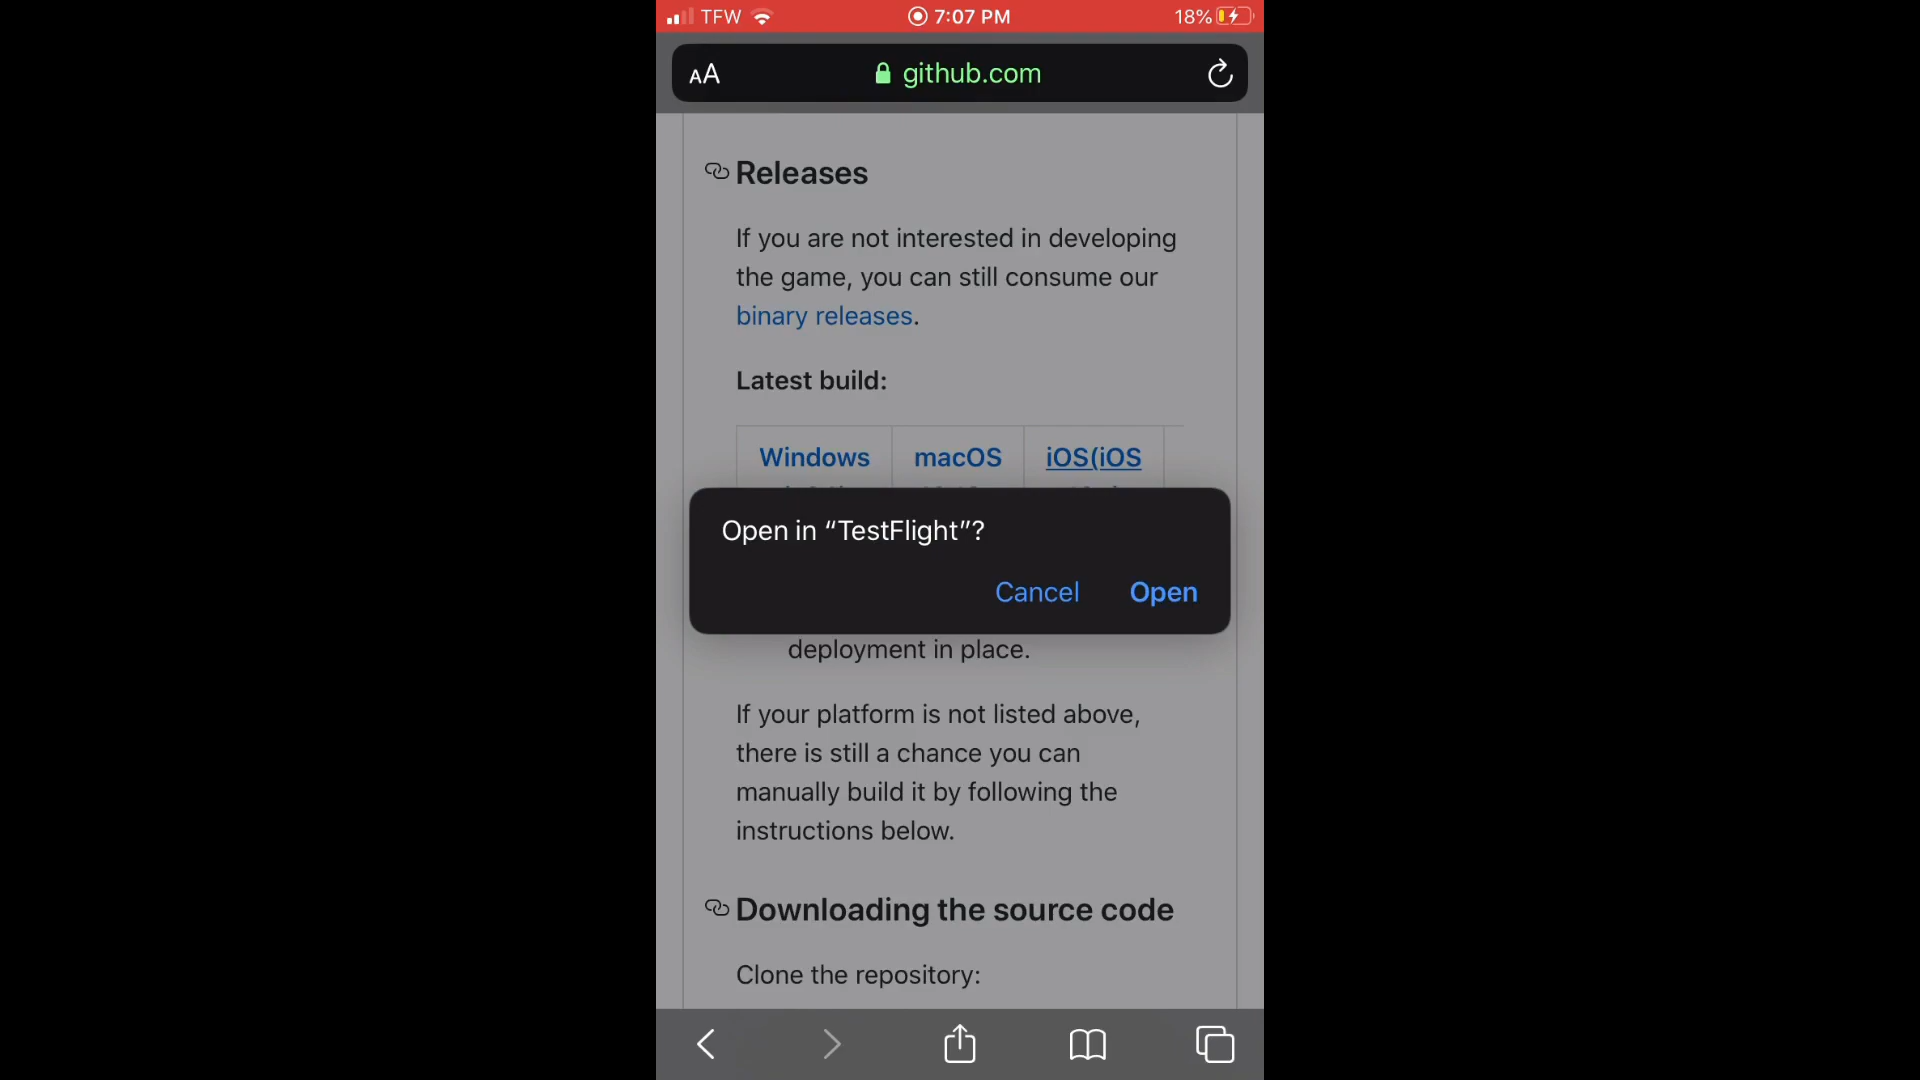 TFW 7:07 PM 18%
AA github.com
Releases
If you are not interested in developing
the game, you can still consume our
binary releases.
Latest build:
Windows macOS iOS(iOS
Open in “TestFlight”?
Cancel Open
deployment in place.
If your platform is not listed above,
there is still a chance you can
manually build it by following the
instructions below.
Downloading the source code
Clone the repository: